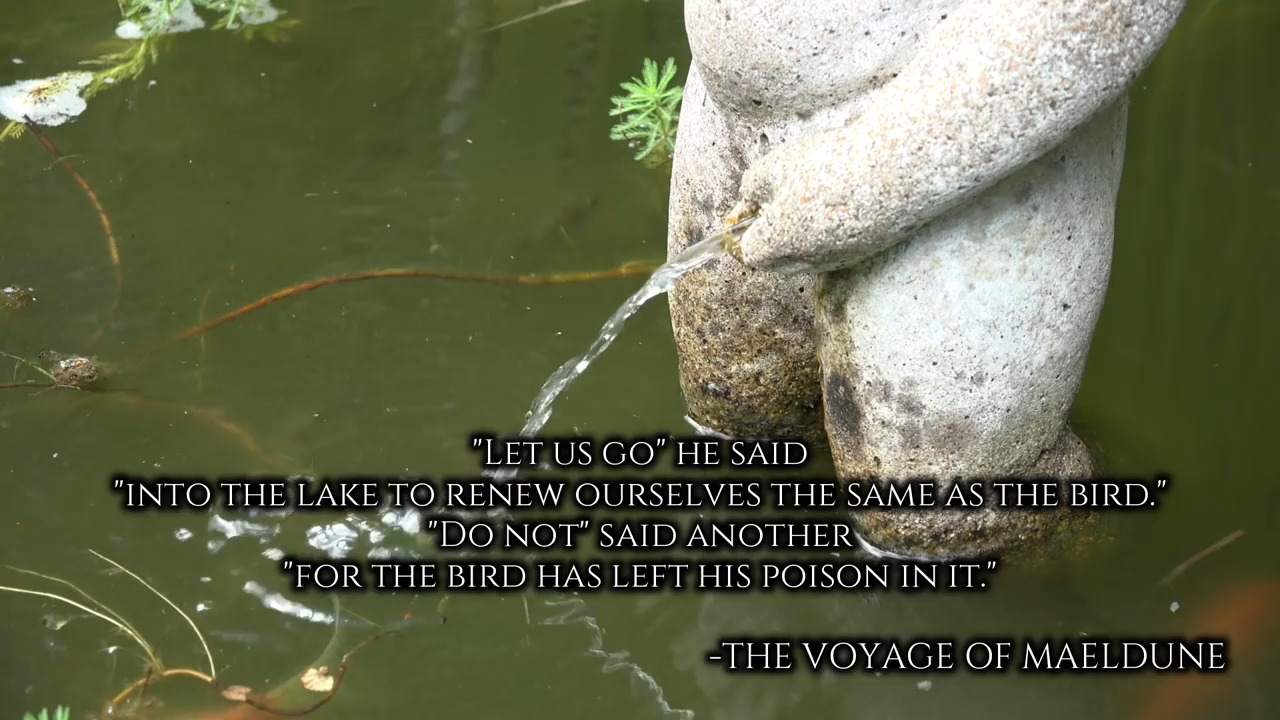 "Let us go" he said
"into the lake to renew ourselves the same as the bird."
"Do not" said another
"for the bird has left his poison in it."
-The Voyage of Maeldune